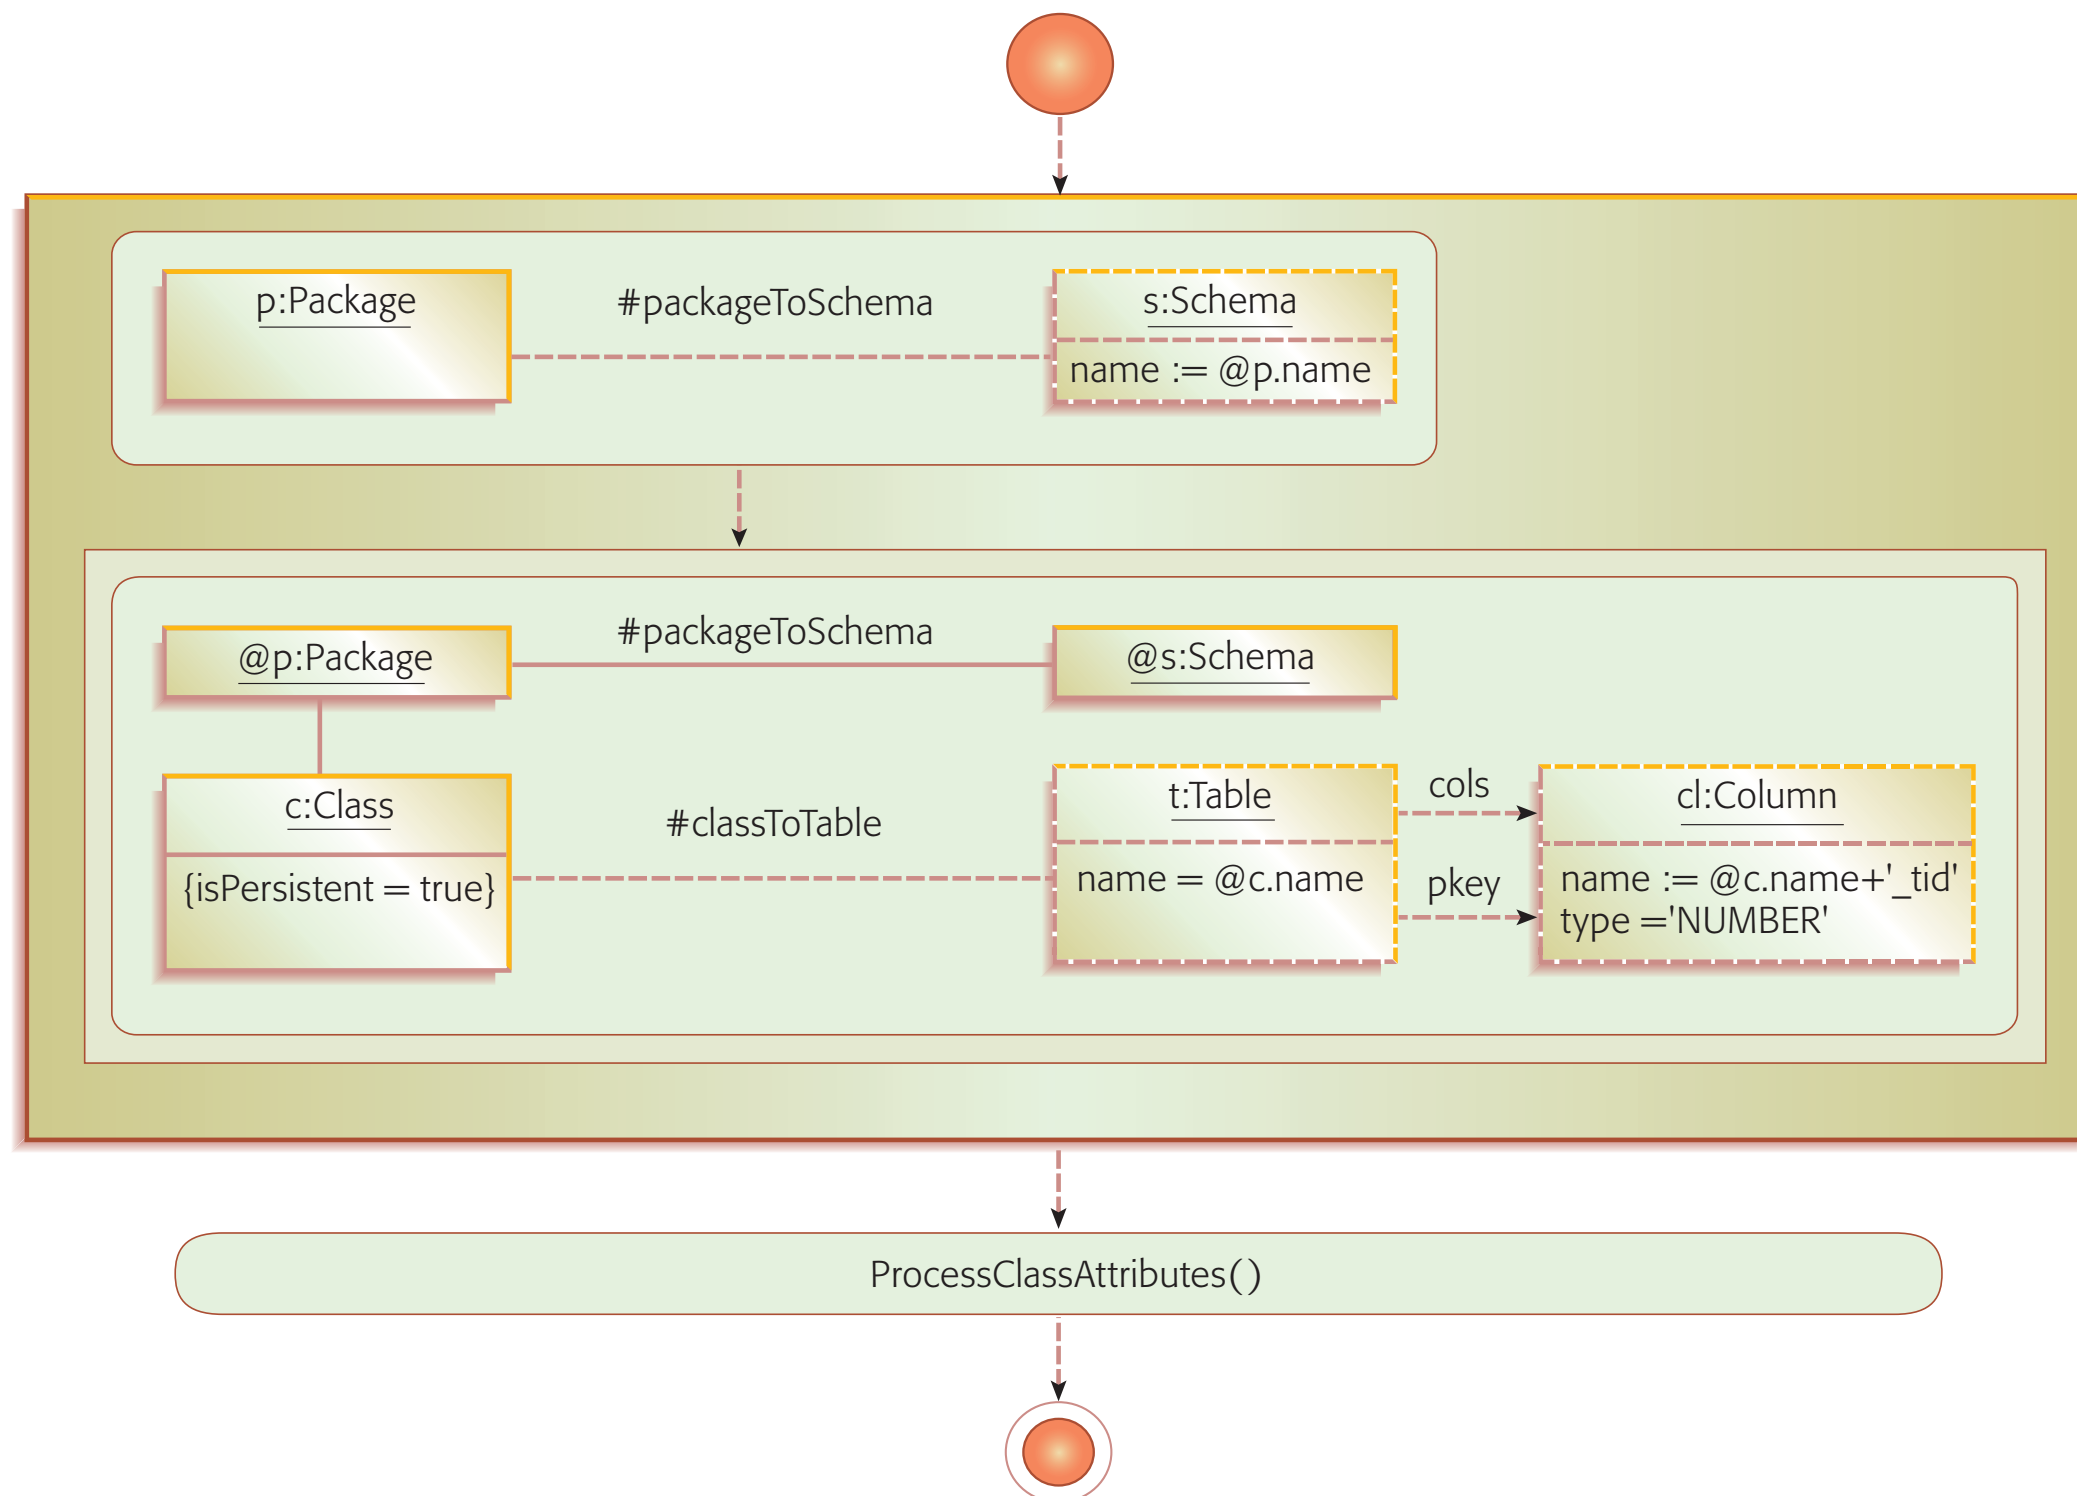 p:Package
#packageToSchema
s:Schema
name := @p.name
@p:Package
#packageToSchema
@s:Schema
c:Class
{isPersistent = true}
#classToTable
t:Table
name = @c.name
cols
pkey
cl:Column
name := @c.name+'_tid'
type ='NUMBER'
ProcessClassAttributes()